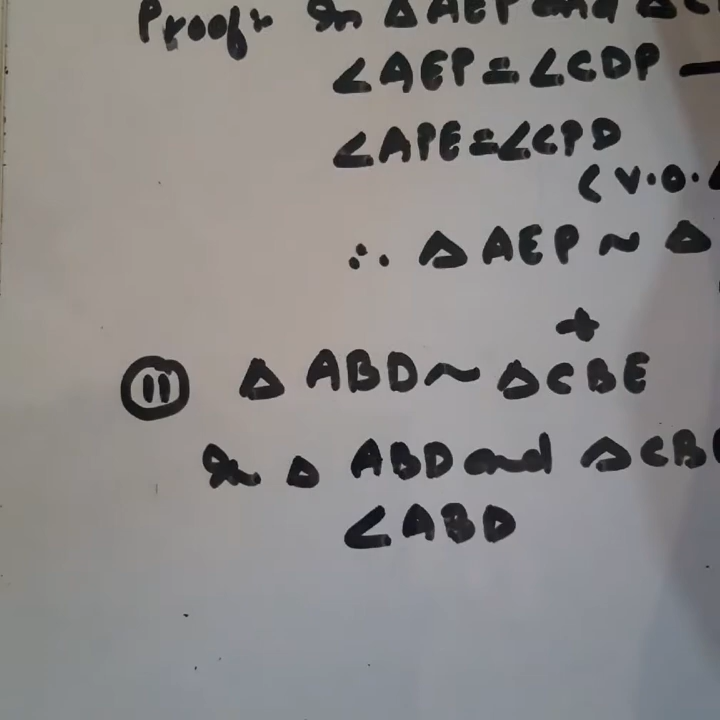 Proof:- In △AEP and △C
∠AEP = ∠CDP —
∠APE = ∠CPD
(V.O.A
∴ △AEP ~ △
(ii) △ABD ~ △CBE
In △ABD and △CB
∠ABD